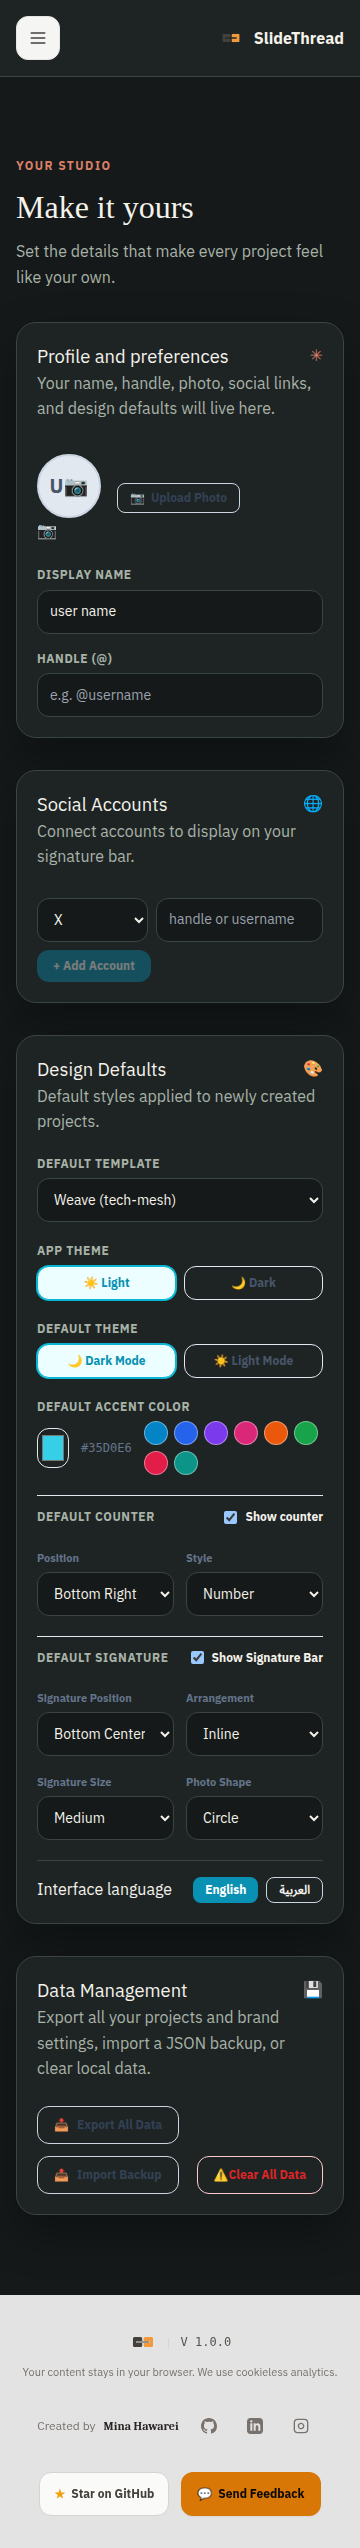 SlideThread
YOUR STUDIO
Make it yours
Set the details that make every project feel
like your own.
Profile and preferences
Your name, handle, photo, social links,
and design defaults will live here.
U
Upload Photo
DISPLAY NAME
user name
HANDLE (@)
e.g. @username
Social Accounts
Connect accounts to display on your
signature bar.
X
handle or username
+ Add Account
Design Defaults
Default styles applied to newly created
projects.
DEFAULT TEMPLATE
Weave (tech-mesh)
APP THEME
Light
Dark
DEFAULT THEME
Dark Mode
Light Mode
DEFAULT ACCENT COLOR
#35D0E6
DEFAULT COUNTER
Show counter
Position
Style
Bottom Right
Number
DEFAULT SIGNATURE
Show Signature Bar
Signature Position
Arrangement
Bottom Center
Inline
Signature Size
Photo Shape
Medium
Circle
Interface language
English
العربية
Data Management
Export all your projects and brand
settings, import a JSON backup, or
clear local data.
Export All Data
Import Backup
Clear All Data
V 1.0.0
Your content stays in your browser. We use cookieless analytics.
Created by Mina Hawarei
Star on GitHub
Send Feedback